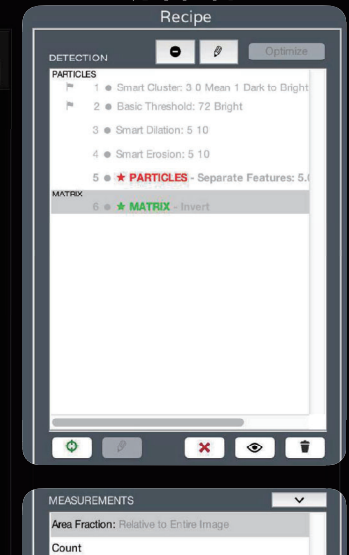 Recipe
DETECTION
Optimize
PARTICLES
1 Smart Cluster: 3 0 Mean 1 Dark to Bright
2 Basic Threshold: 72 Bright
3 Smart Dilation: 5 10
4 Smart Erosion: 5 10
5 ★ PARTICLES - Separate Features: 5.
MATRIX
6 ★ MATRIX - Invert
MEASUREMENTS
Area Fraction: Relative to Entire Image
Count